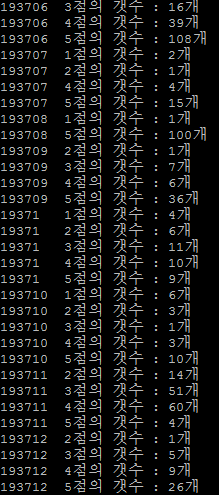 193706 3점의 갯수 : 16개
193706 4점의 갯수 : 39개
193706 5점의 갯수 : 108개
193707 1점의 갯수 : 2개
193707 2점의 갯수 : 1개
193707 4점의 갯수 : 4개
193707 5점의 갯수 : 15개
193708 1점의 갯수 : 1개
193708 5점의 갯수 : 100개
193709 2점의 갯수 : 1개
193709 3점의 갯수 : 7개
193709 4점의 갯수 : 6개
193709 5점의 갯수 : 36개
19371 1점의 갯수 : 4개
19371 2점의 갯수 : 6개
19371 3점의 갯수 : 11개
19371 4점의 갯수 : 10개
19371 5점의 갯수 : 9개
193710 1점의 갯수 : 6개
193710 2점의 갯수 : 3개
193710 3점의 갯수 : 1개
193710 4점의 갯수 : 3개
193710 5점의 갯수 : 10개
193711 2점의 갯수 : 14개
193711 3점의 갯수 : 51개
193711 4점의 갯수 : 60개
193711 5점의 갯수 : 4개
193712 2점의 갯수 : 1개
193712 3점의 갯수 : 5개
193712 4점의 갯수 : 9개
193712 5점의 갯수 : 26개